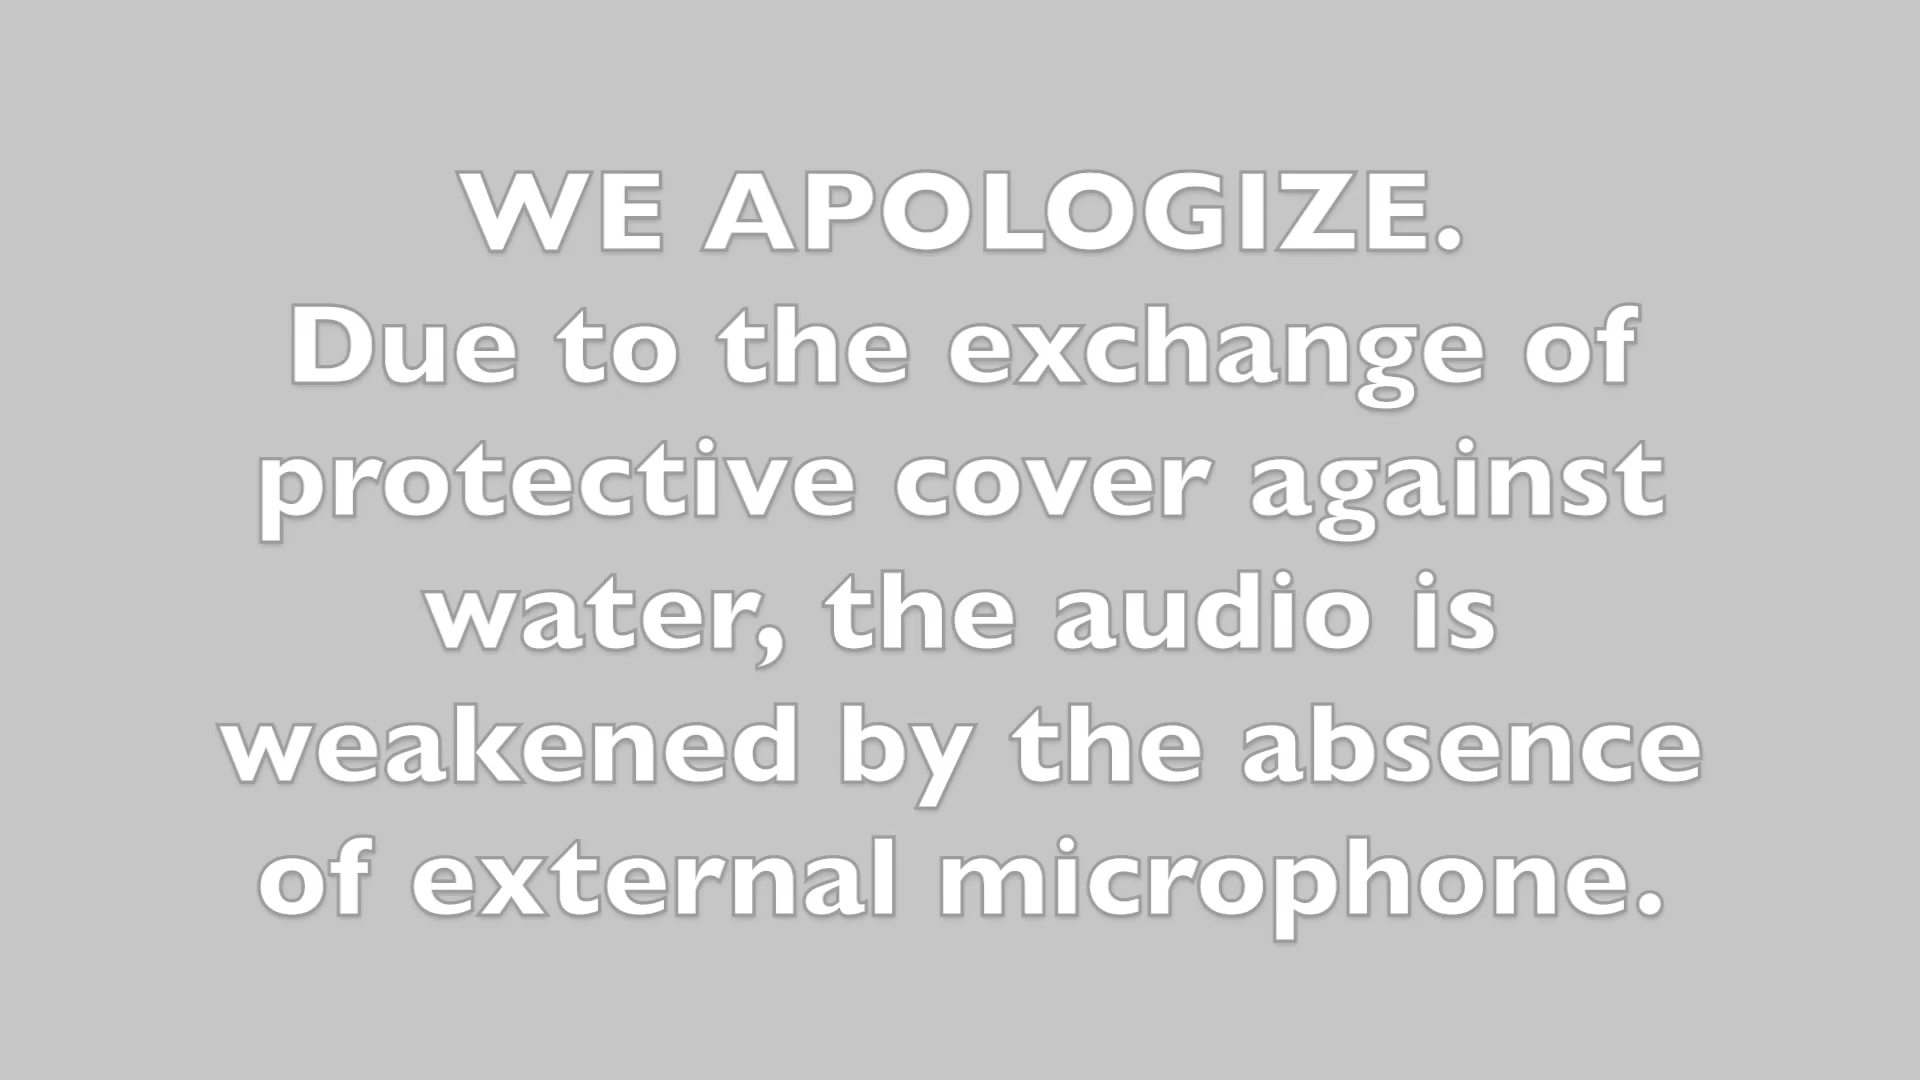 WE APOLOGIZE.
Due to the exchange of
protective cover against
water, the audio is
weakened by the absence
of external microphone.